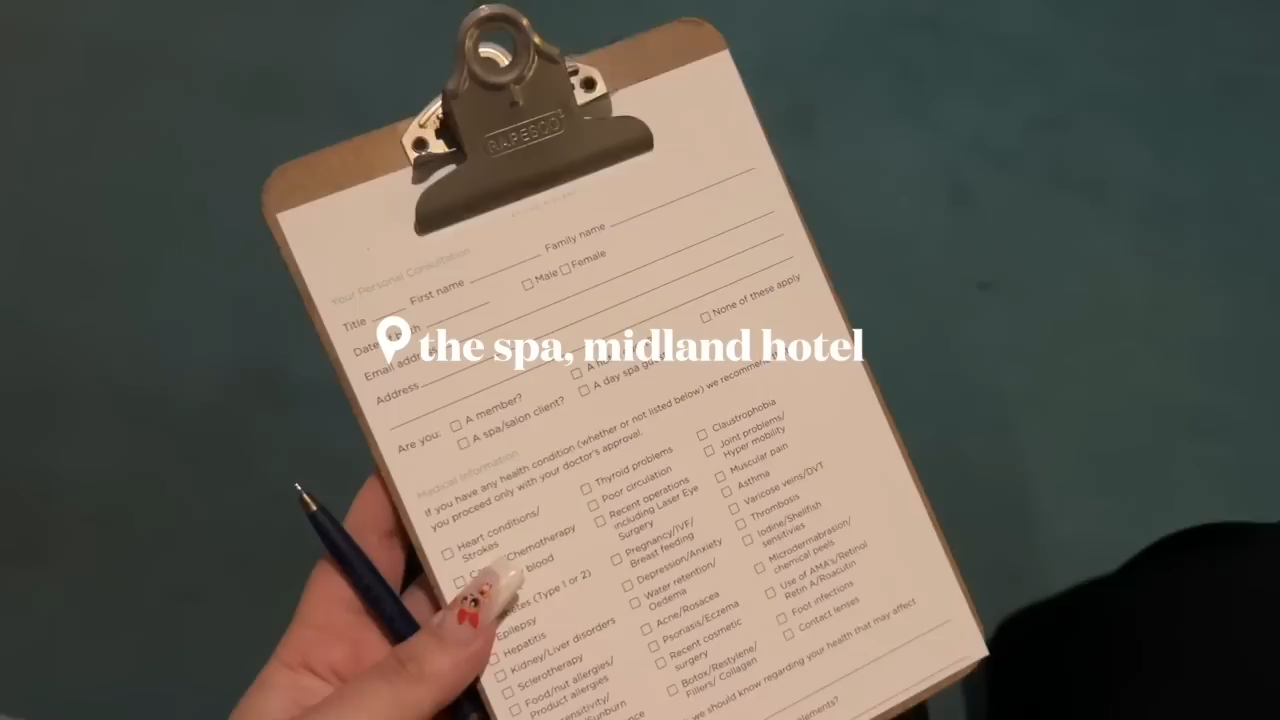 RAPESCO
Your Personal Consultation
Title First name Family name
Date of birth Male Female
Email address
Address
the spa, midland hotel
Are you: A member? A None of these apply
A spa/salon client? A day spa guest
Medical Information
If you have any health condition (whether or not listed below) we recommend
you proceed only with your doctor's approval.
Heart conditions/
Strokes
/Chemotherapy
blood
(Type 1 or 2)
Epilepsy
Hepatitis
Kidney/Liver disorders
Sclerotherapy
Food/nut allergies/
Product allergies
Thyroid problems
Poor circulation
Recent operations
including Laser Eye
Surgery
Pregnancy/IVF/
Breast feeding
Depression/Anxiety
Water retention/
Oedema
Acne/Rosacea
Psoriasis/Eczema
Recent cosmetic
surgery
Botox/Restylene/
Fillers/ Collagen
Claustrophobia
Joint problems/
Hyper mobility
Muscular pain
Asthma
Varicose veins/DVT
Thrombosis
Iodine/Shellfish
sensitivies
Microdermabrasion/
chemical peels
Use of AMA's/Retinol
Retin A/Roacutin
Foot infections
Contact lenses
we should know regarding your health that may affect